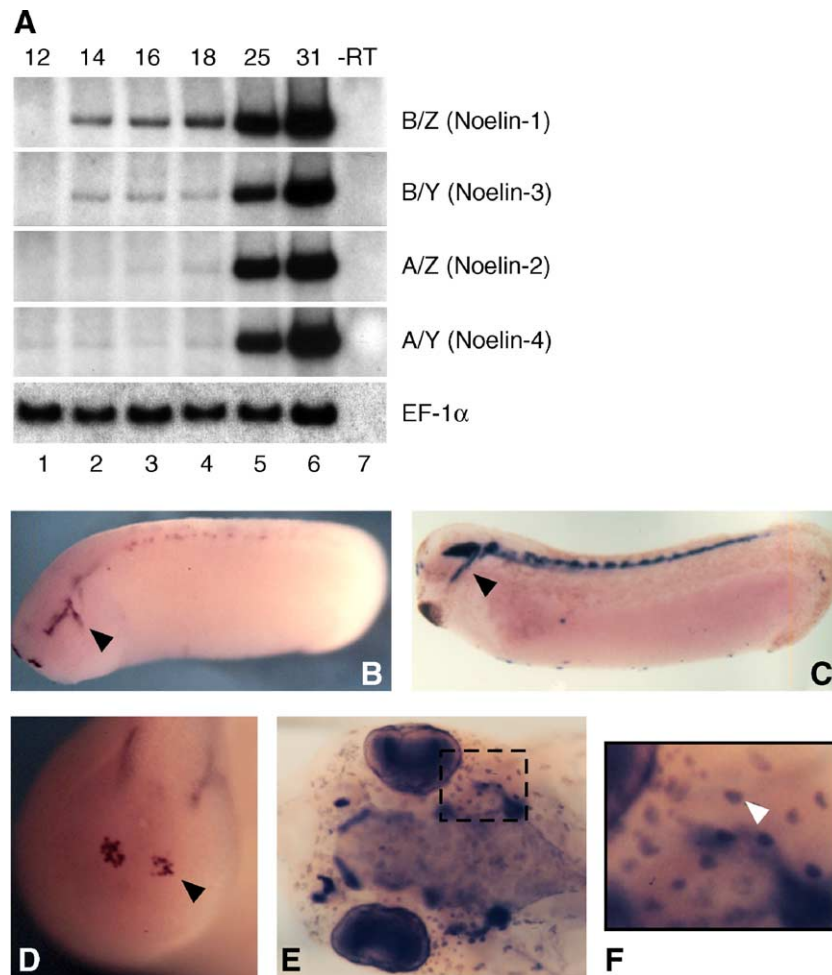 A
12 14 16 18 25 31 -RT
B/Z (Noelin-1)
B/Y (Noelin-3)
A/Z (Noelin-2)
A/Y (Noelin-4)
EF-1α
1 2 3 4 5 6 7
B
C
D
E
F